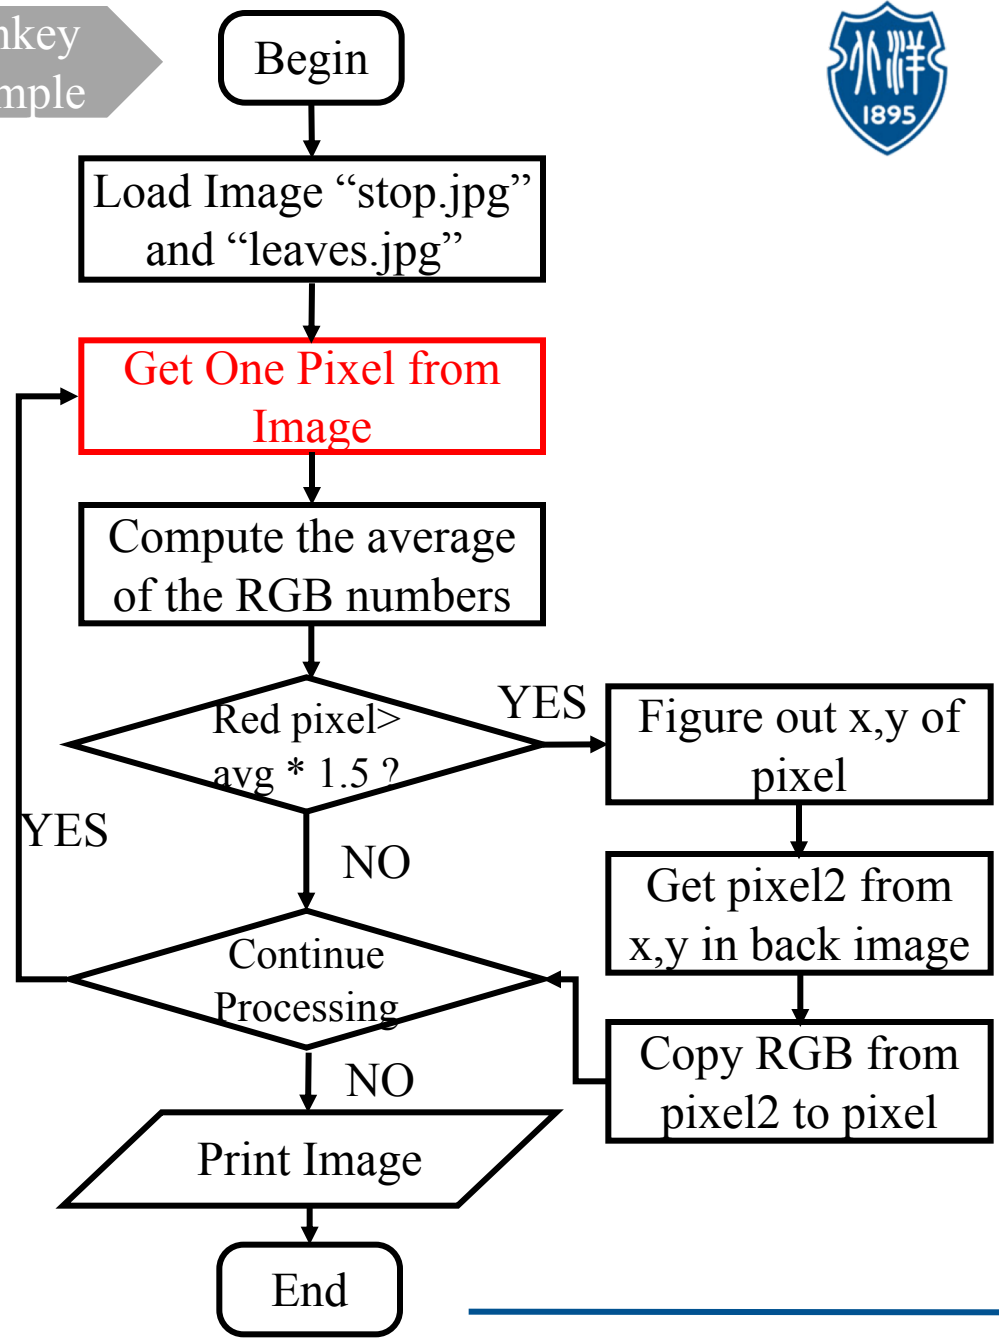 Begin
Load Image “stop.jpg”
and “leaves.jpg”
Get One Pixel from
Image
Compute the average
of the RGB numbers
Red pixel>
avg * 1.5 ?
YES
Figure out x,y of
pixel
Get pixel2 from
x,y in back image
Copy RGB from
pixel2 to pixel
NO
Continue
Processing
YES
NO
Print Image
End
1895